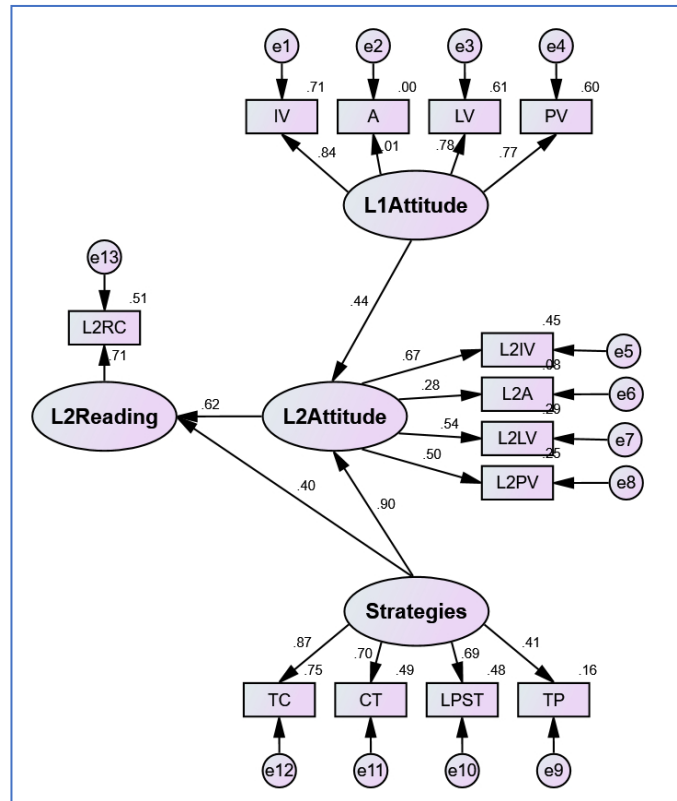 e1 e2 e3 e4
.71 .00 .61 .60
IV A LV PV
.84 .01 .78 .77
L1Attitude
e13
.51
L2RC
.71
.44
.45
.67 L2IV e5
.08
.28 L2A e6
.29
.54 L2LV e7
.25
.50 L2PV e8
L2Reading .62 L2Attitude
.40 .90
Strategies
.87 .70 .69 .41
.75 .49 .48 .16
TC CT LPST TP
e12 e11 e10 e9